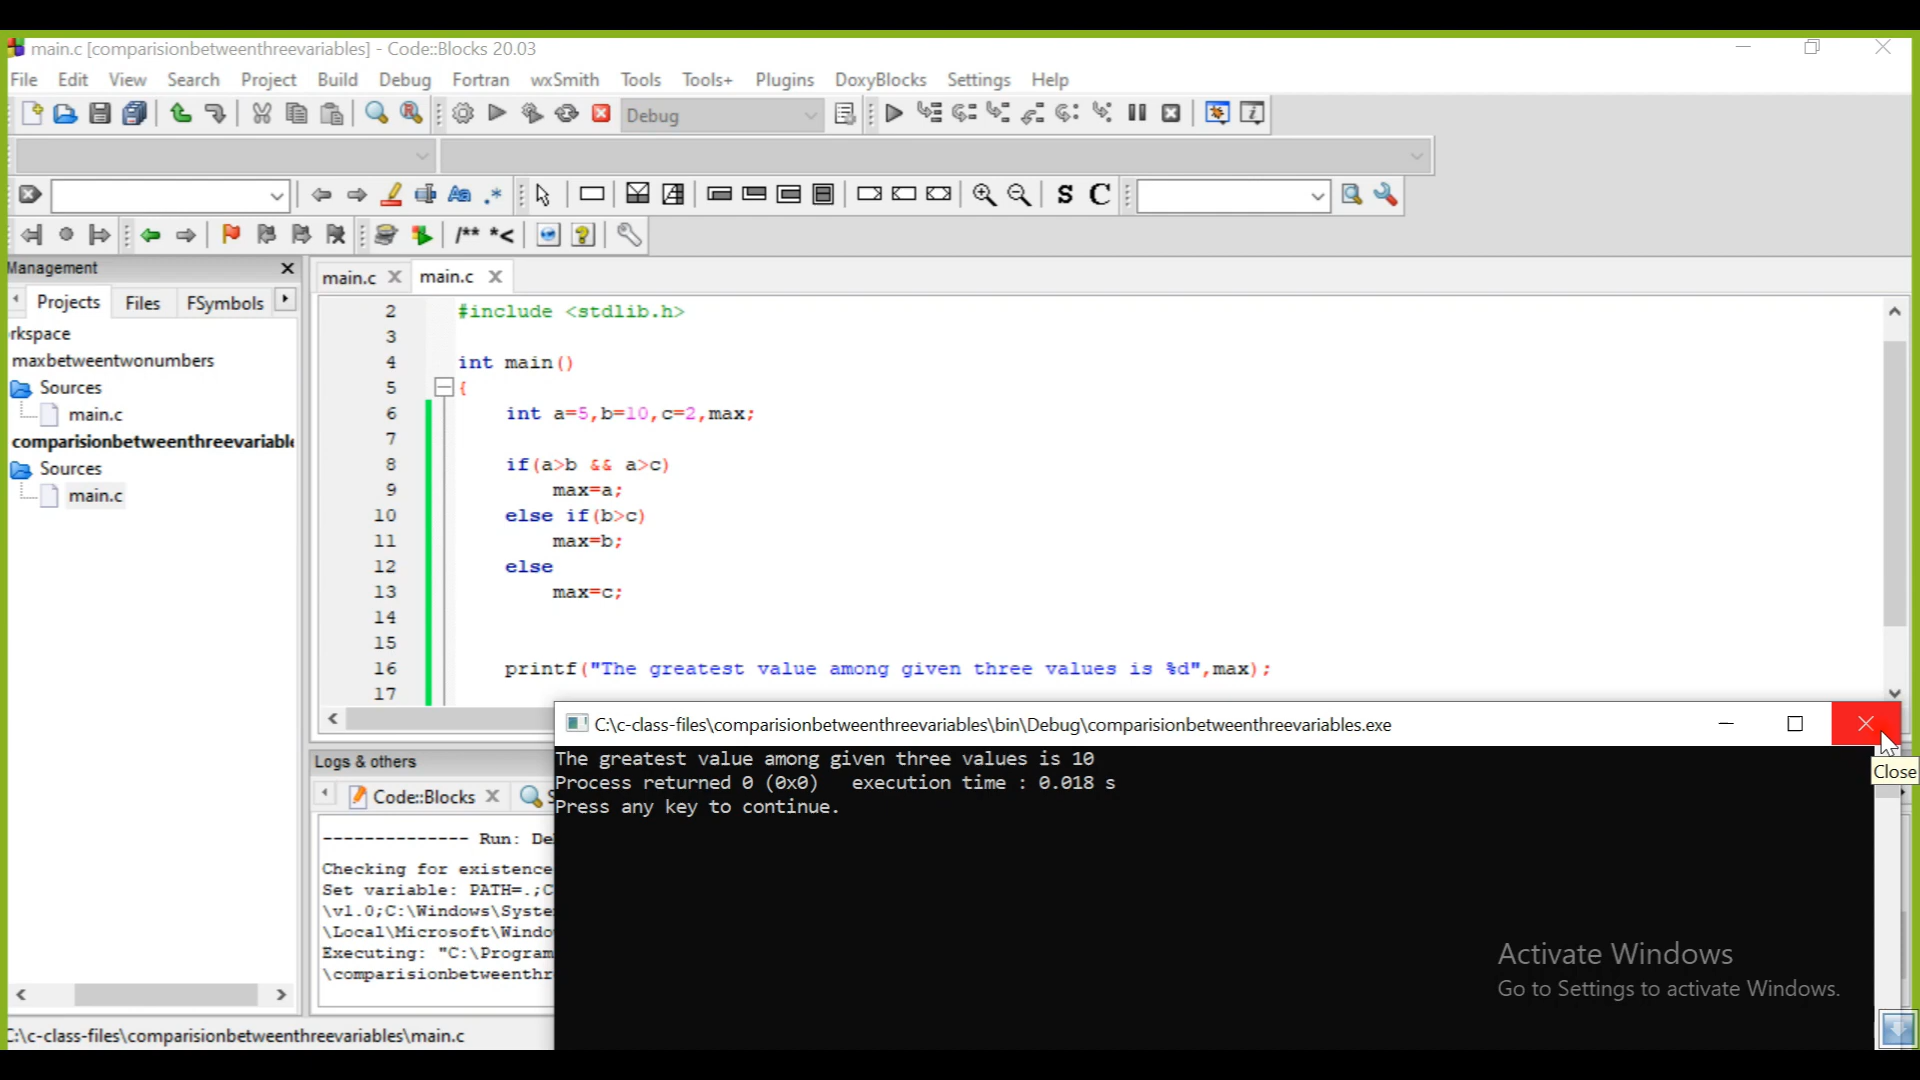 main.c [comparisionbetweenthreevariables] - Code::Blocks 20.03
File Edit View Search Project Build Debug Fortran wxSmith Tools Tools+ Plugins DoxyBlocks Settings Help
Debug
S C
/** *<
Management
Projects Files FSymbols
rkspace
maxbetweentwonumbers
Sources
main.c
comparisionbetweenthreevariable
Sources
main.c
main.c main.c
2 #include <stdlib.h>
3
4 int main()
5 {
6 int a=5,b=10,c=2,max;
7
8 if(a>b && a>c)
9 max=a;
10 else if(b>c)
11 max=b;
12 else
13 max=c;
14
15
16 printf("The greatest value among given three values is %d",max);
17
Logs & others
Code::Blocks S
-------------- Run: De
Checking for existence
Set variable: PATH=.;C
\v1.0;C:\Windows\Syste
\Local\Microsoft\Windo
Executing: "C:\Program
\comparisionbetweenthr
C:\c-class-files\comparisionbetweenthreevariables\bin\Debug\comparisionbetweenthreevariables.exe
Close
The greatest value among given three values is 10
Process returned 0 (0x0) execution time : 0.018 s
Press any key to continue.
Activate Windows
Go to Settings to activate Windows.
:\c-class-files\comparisionbetweenthreevariables\main.c